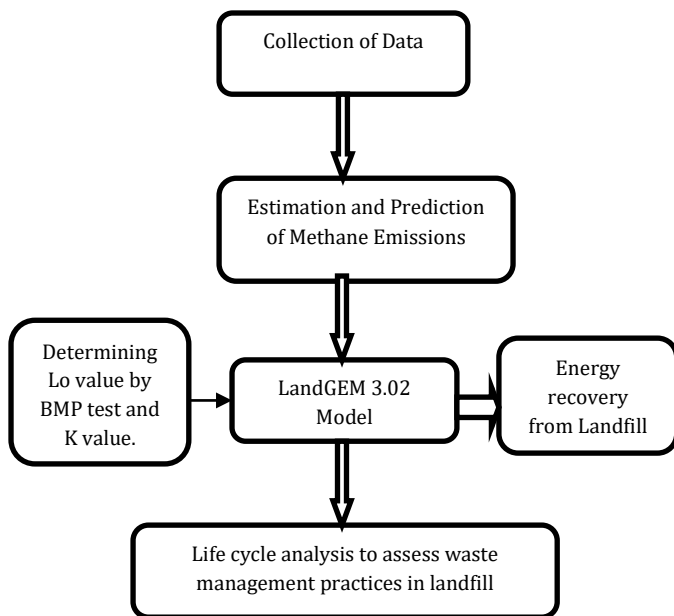 Collection of Data
Estimation and Prediction
of Methane Emissions
Determining
Lo value by
BMP test and
K value.
LandGEM 3.02
Model
Energy
recovery
from Landfill
Life cycle analysis to assess waste
management practices in landfill